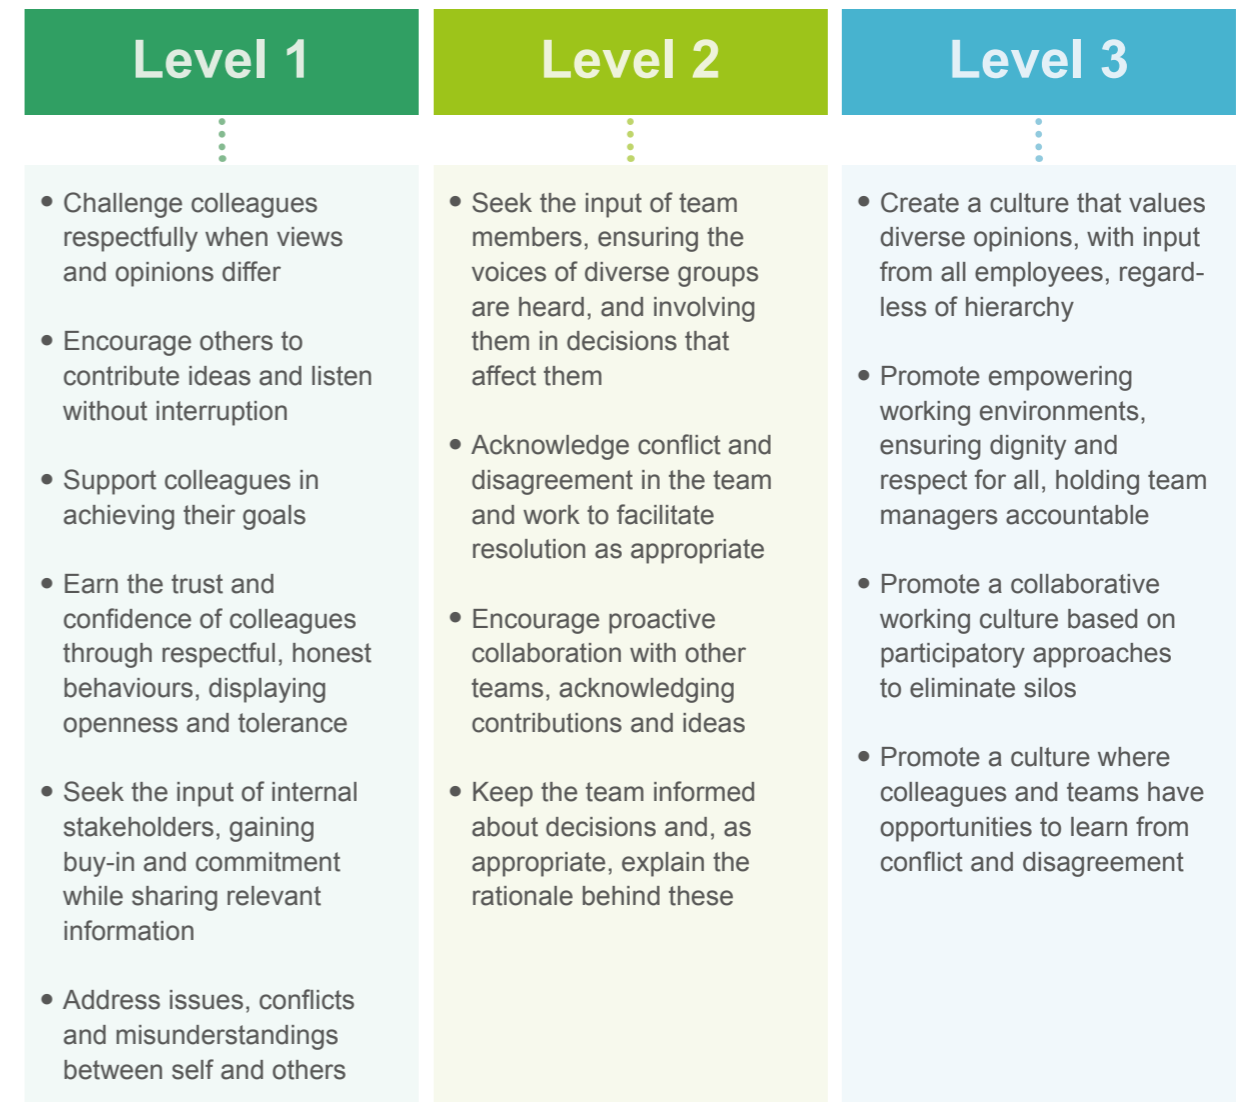 Level 1
• Challenge colleagues
respectfully when views
and opinions differ
• Encourage others to
contribute ideas and listen
without interruption
• Support colleagues in
achieving their goals
• Earn the trust and
confidence of colleagues
through respectful, honest
behaviours, displaying
openness and tolerance
• Seek the input of internal
stakeholders, gaining
buy-in and commitment
while sharing relevant
information
• Address issues, conflicts
and misunderstandings
between self and others
Level 2
• Seek the input of team
members, ensuring the
voices of diverse groups
are heard, and involving
them in decisions that
affect them
• Acknowledge conflict and
disagreement in the team
and work to facilitate
resolution as appropriate
• Encourage proactive
collaboration with other
teams, acknowledging
contributions and ideas
• Keep the team informed
about decisions and, as
appropriate, explain the
rationale behind these
Level 3
• Create a culture that values
diverse opinions, with input
from all employees, regard-
less of hierarchy
• Promote empowering
working environments,
ensuring dignity and
respect for all, holding team
managers accountable
• Promote a collaborative
working culture based on
participatory approaches
to eliminate silos
• Promote a culture where
colleagues and teams have
opportunities to learn from
conflict and disagreement